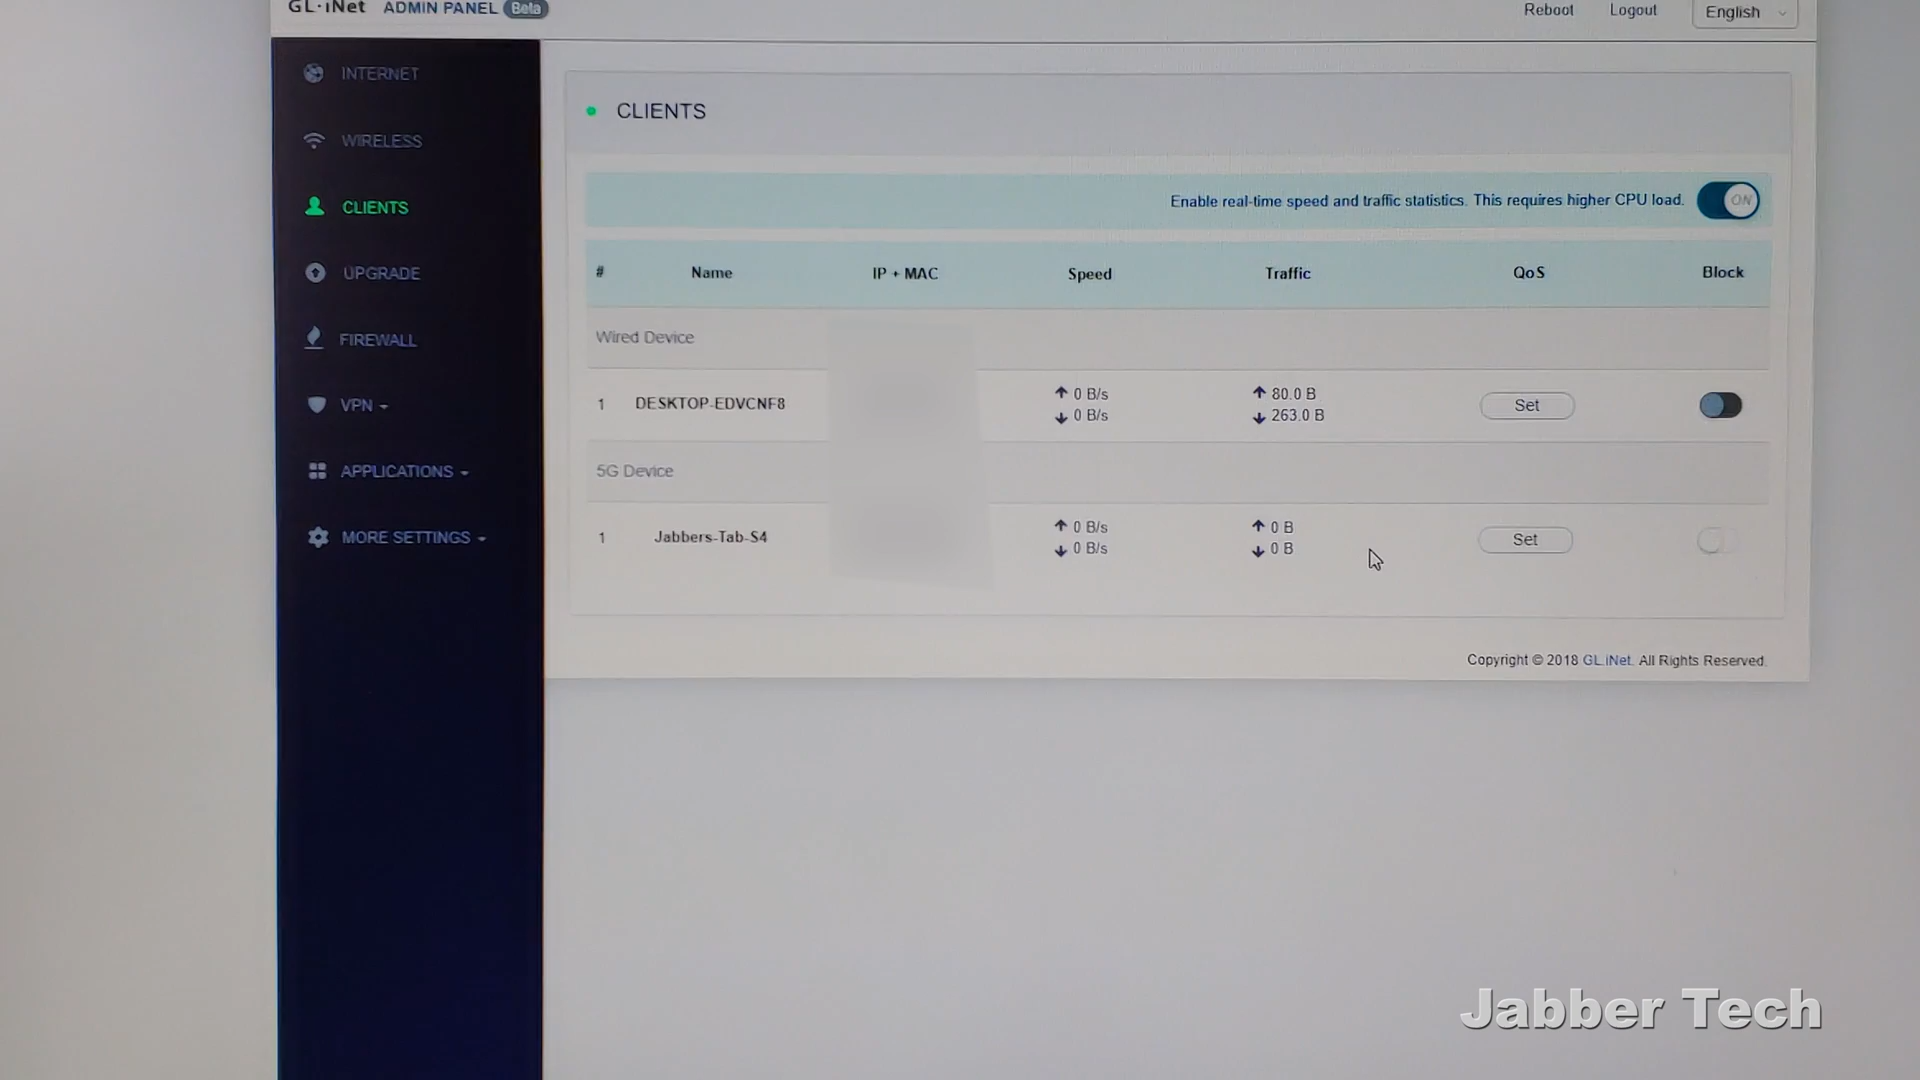 GL·iNet ADMIN PANEL Beta
Reboot Logout English
INTERNET
WIRELESS
CLIENTS
UPGRADE
FIREWALL
VPN
APPLICATIONS
MORE SETTINGS
CLIENTS
Enable real-time speed and traffic statistics. This requires higher CPU load. ON
# Name IP + MAC Speed Traffic QoS Block
Wired Device
1 DESKTOP-EDVCNF8 ↑ 0 B/s ↓ 0 B/s ↑ 80.0 B ↓ 263.0 B Set
5G Device
1 Jabbers-Tab-S4 ↑ 0 B/s ↓ 0 B/s ↑ 0 B ↓ 0 B Set
Copyright © 2018 GL.iNet. All Rights Reserved.
Jabber Tech